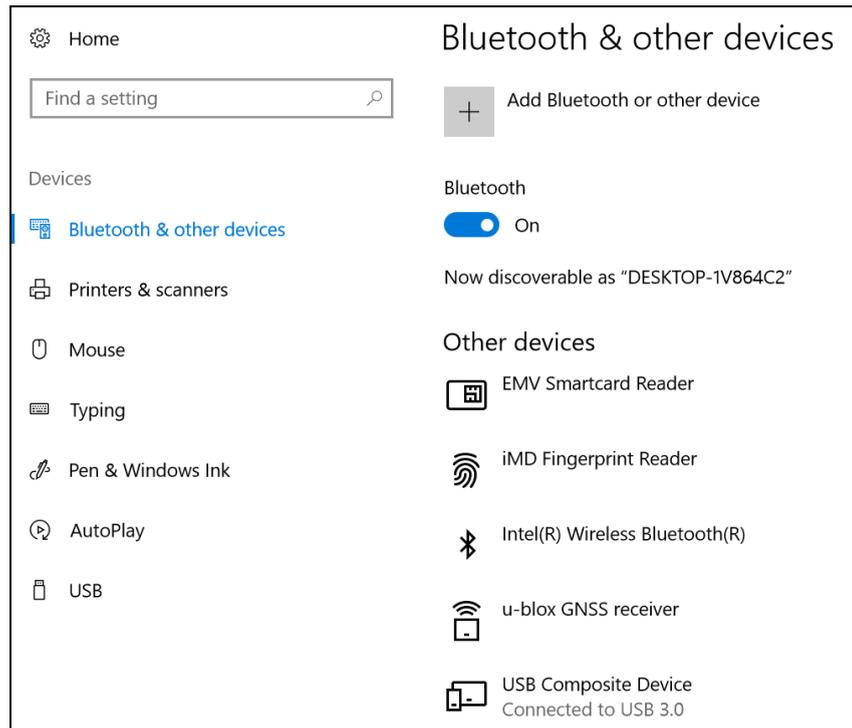 Home
Find a setting
Devices
Bluetooth & other devices
Printers & scanners
Mouse
Typing
Pen & Windows Ink
AutoPlay
USB
Bluetooth & other devices
Add Bluetooth or other device
Bluetooth
On
Now discoverable as “DESKTOP-1V864C2”
Other devices
EMV Smartcard Reader
iMD Fingerprint Reader
Intel(R) Wireless Bluetooth(R)
u-blox GNSS receiver
USB Composite Device
Connected to USB 3.0